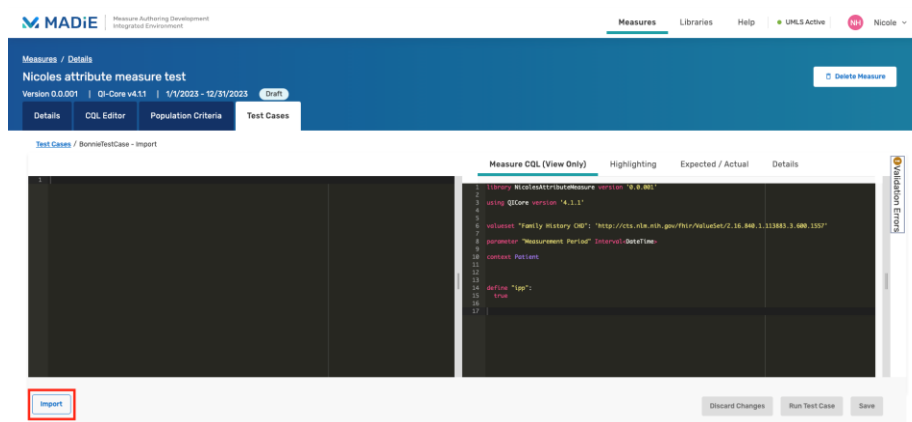 MADiE Measure Authoring Development Integrated Environment
Measures Libraries Help UMLS Active NH Nicole
Measures / Details
Nicoles attribute measure test
Delete Measure
Version 0.0.001 | QI-Core v4.1.1 | 1/1/2023 - 12/31/2023 Draft
Details CQL Editor Population Criteria Test Cases
Test Cases / BonnieTestCase - Import
Measure CQL (View Only) Highlighting Expected / Actual Details
Validation Errors
1
1 library NicolesAttributeMeasure version '0.0.001'
2
3 using QICore version '4.1.1'
4
5
6 valueset "Family History CHD": 'http://cts.nlm.nih.gov/fhir/ValueSet/2.16.840.1.113883.3.600.1557'
7
8 parameter "Measurement Period" Interval<DateTime>
9
10 context Patient
11
12
13
14 define "ipp":
15 true
16
17
Import Discard Changes Run Test Case Save